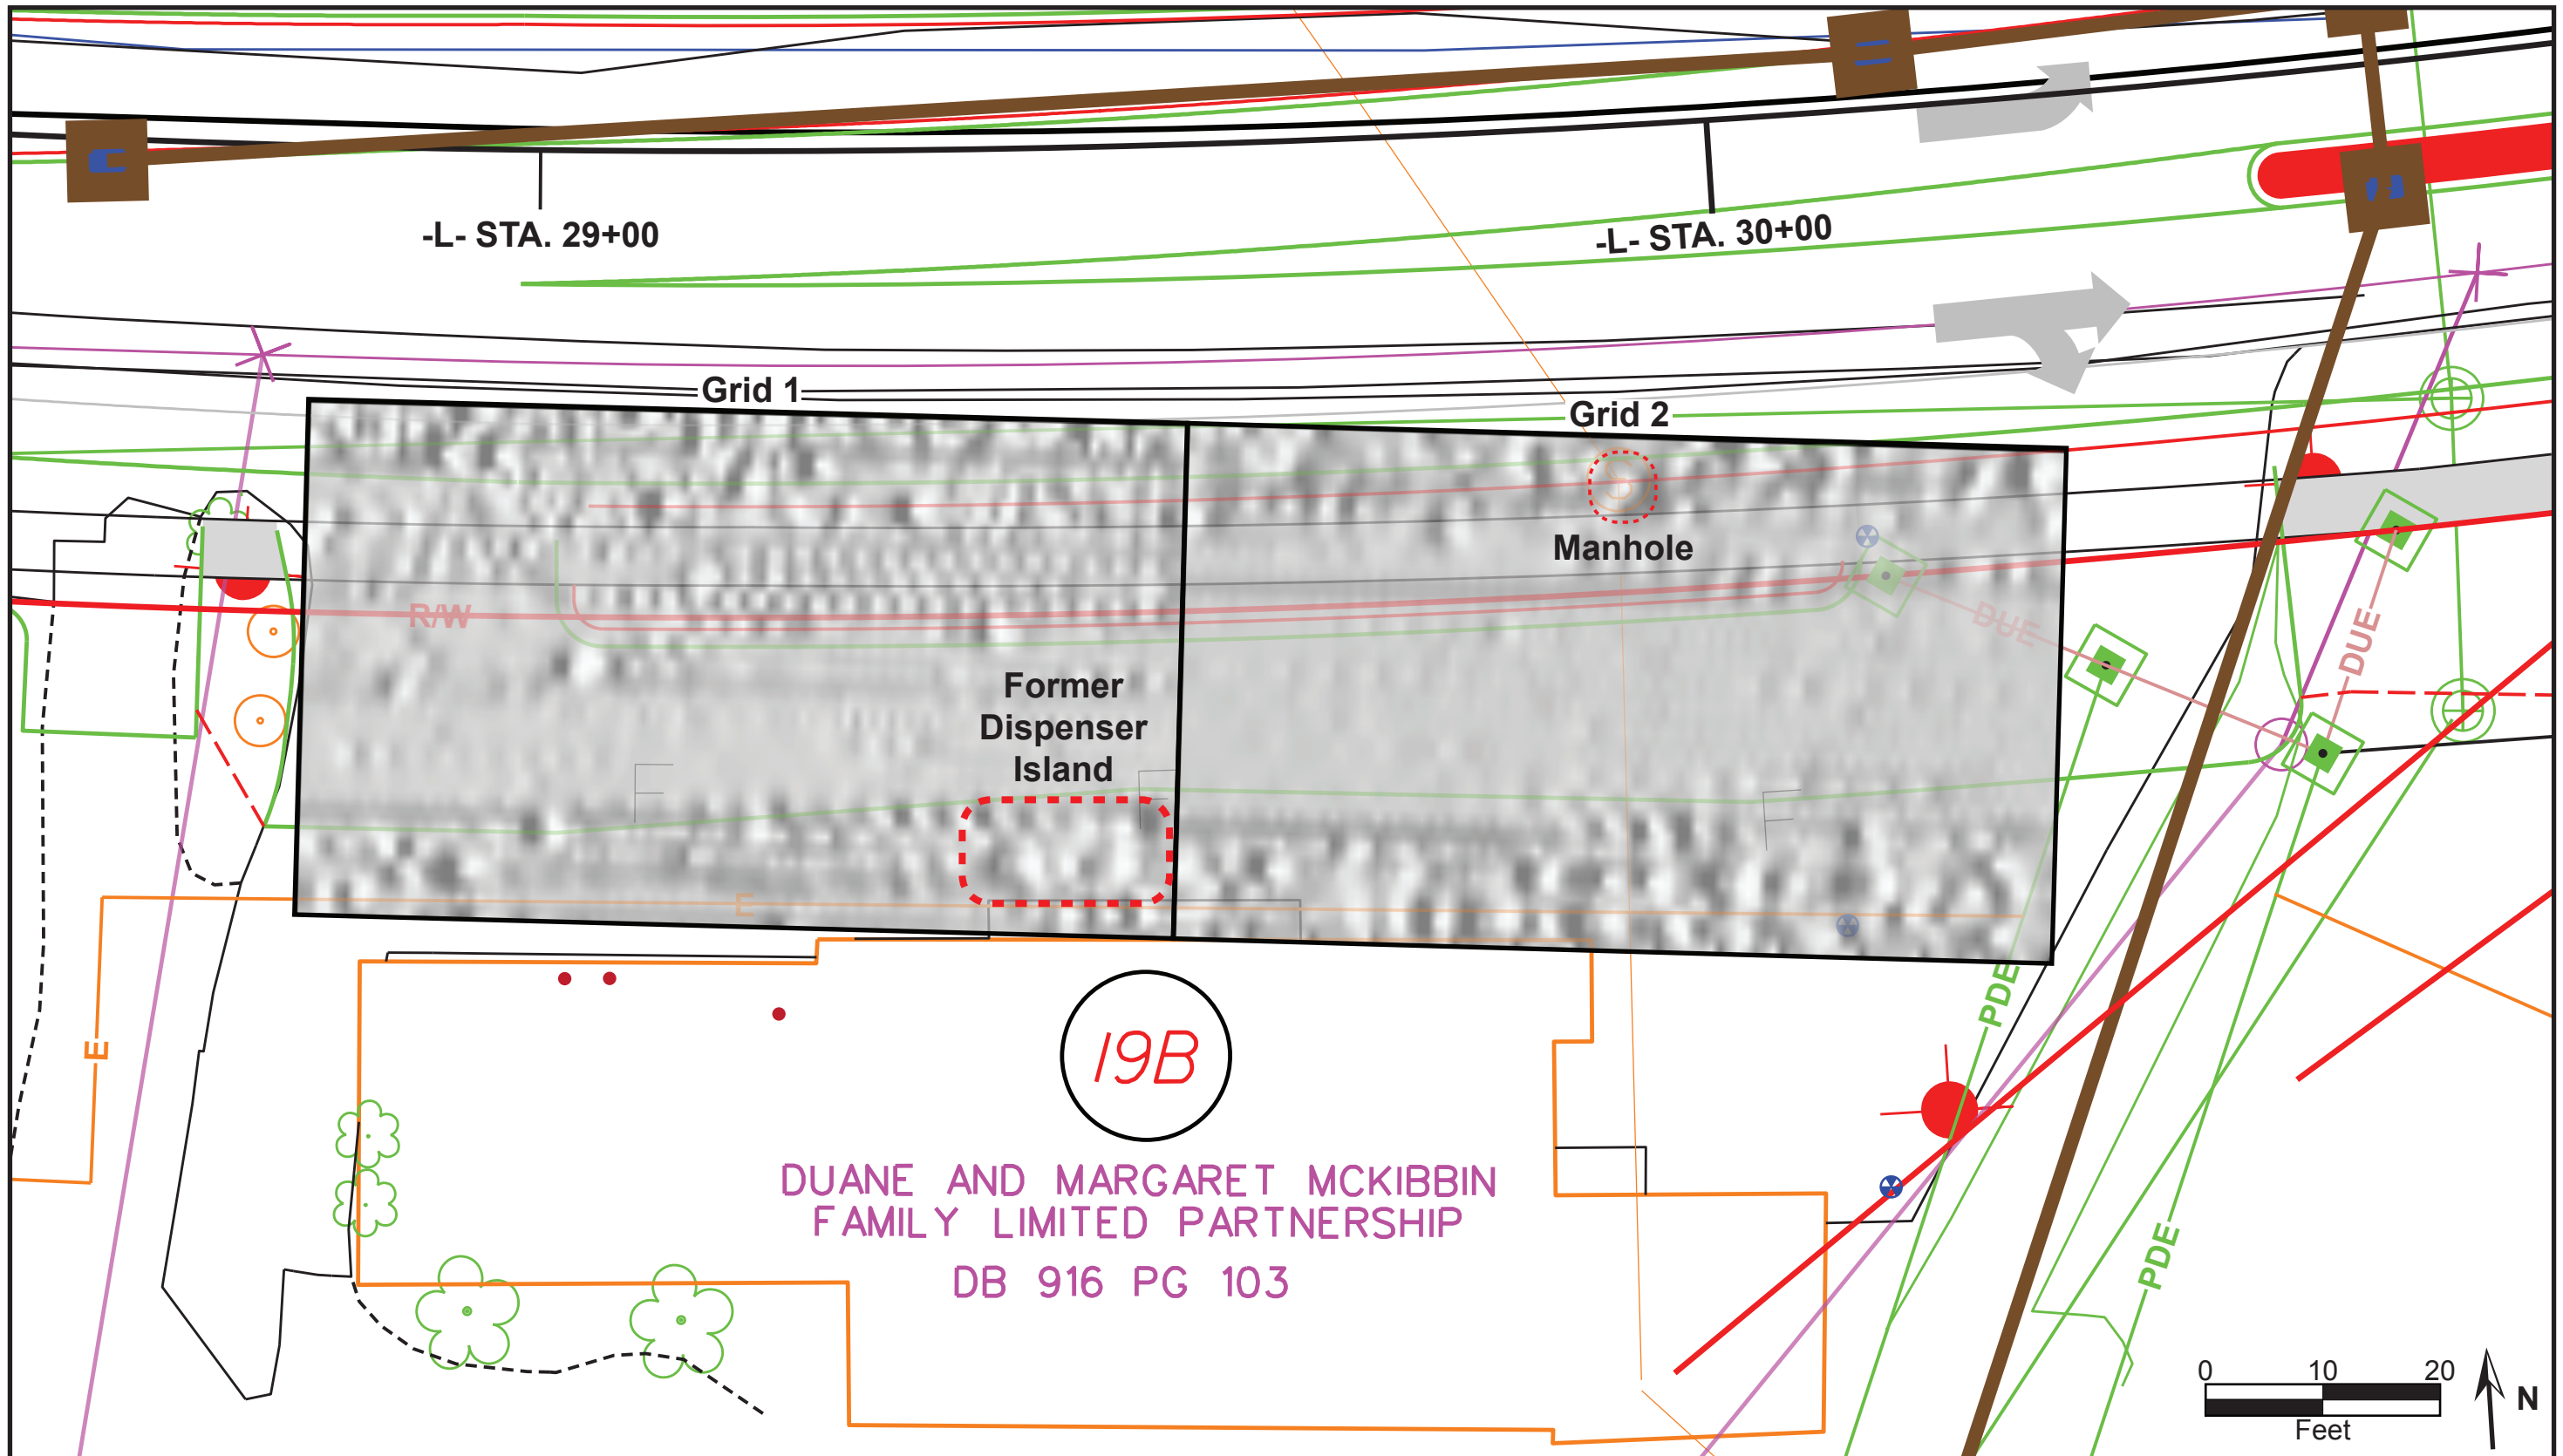 -L- STA. 29+00
-L- STA. 30+00
Grid 1
Grid 2
S
Manhole
R/W
DUE
DUE
Former
Dispenser
Island
E
E
PDE
19B
DUANE AND MARGARET MCKIBBIN
FAMILY LIMITED PARTNERSHIP
DB 916 PG 103
PDE
0 10 20
Feet
N